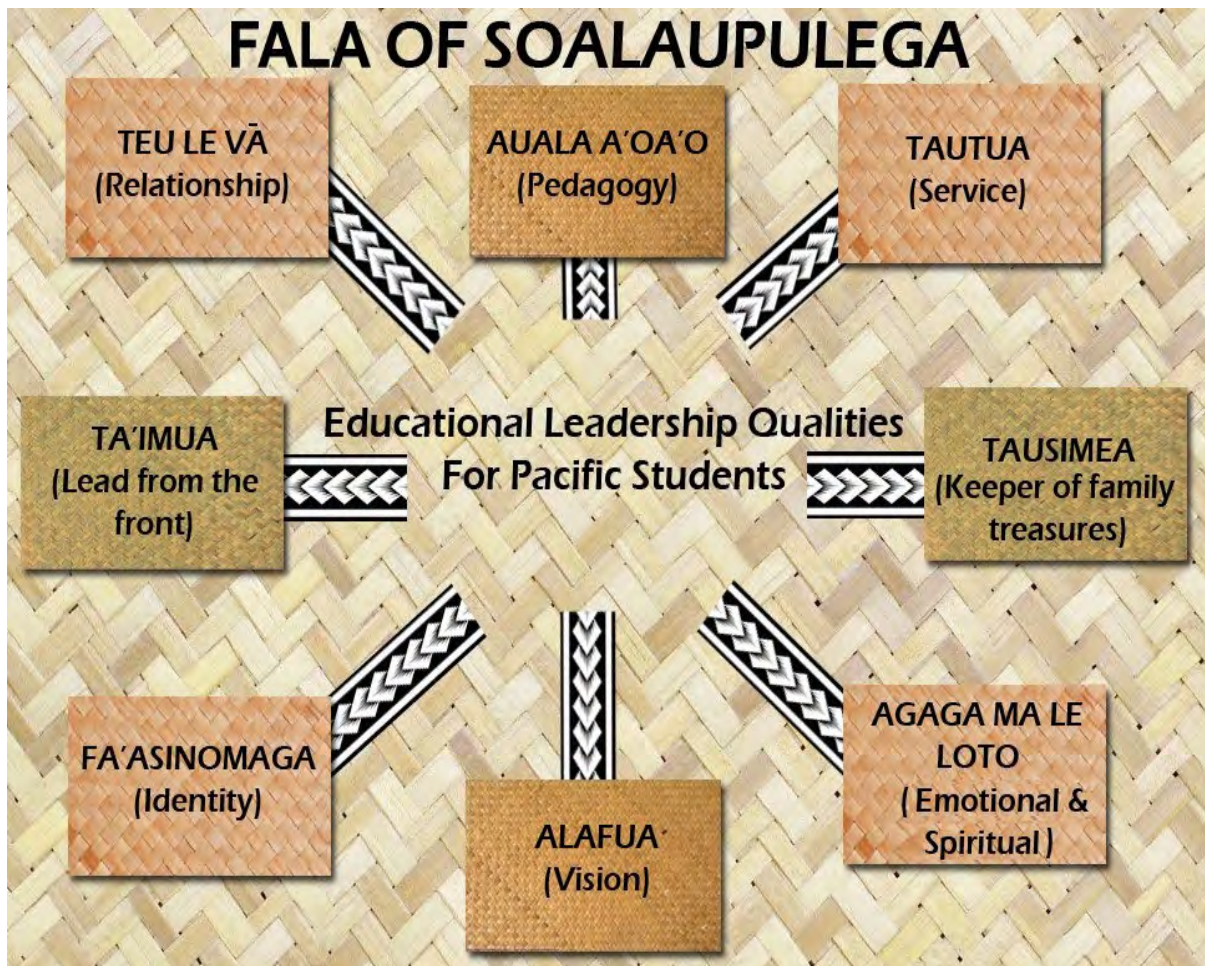 FALA OF SOALAUPULEGA
TEU LE VĀ
(Relationship)
AUALA A'OA'O
(Pedagogy)
TAUTUA
(Service)
TA'IMUA
(Lead from the
front)
Educational Leadership Qualities
For Pacific Students
TAUSIMEA
(Keeper of family
treasures)
FA'ASINOMAGA
(Identity)
ALAFUA
(Vision)
AGAGA MA LE
LOTO
( Emotional &
Spiritual )